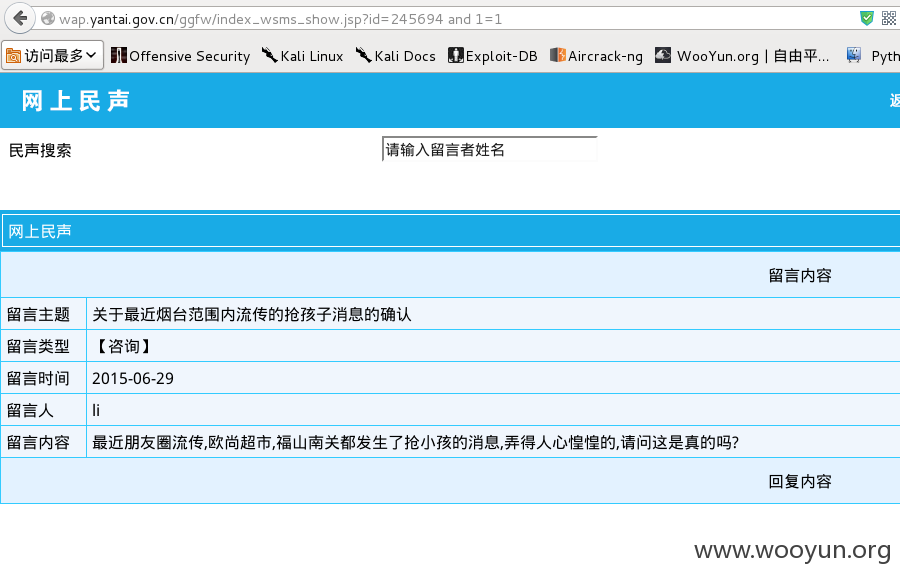 wap.yantai.gov.cn/ggfw/index_wsms_show.jsp?id=245694 and 1=1
访问最多 Offensive Security Kali Linux Kali Docs Exploit-DB Aircrack-ng WooYun.org | 自由平... Pyth
网上民声 返
民声搜索 请输入留言者姓名
网上民声
留言内容
留言主题 关于最近烟台范围内流传的抢孩子消息的确认
留言类型 【咨询】
留言时间 2015-06-29
留言人 li
留言内容 最近朋友圈流传,欧尚超市,福山南关都发生了抢小孩的消息,弄得人心惶惶的,请问这是真的吗?
回复内容
www.wooyun.org